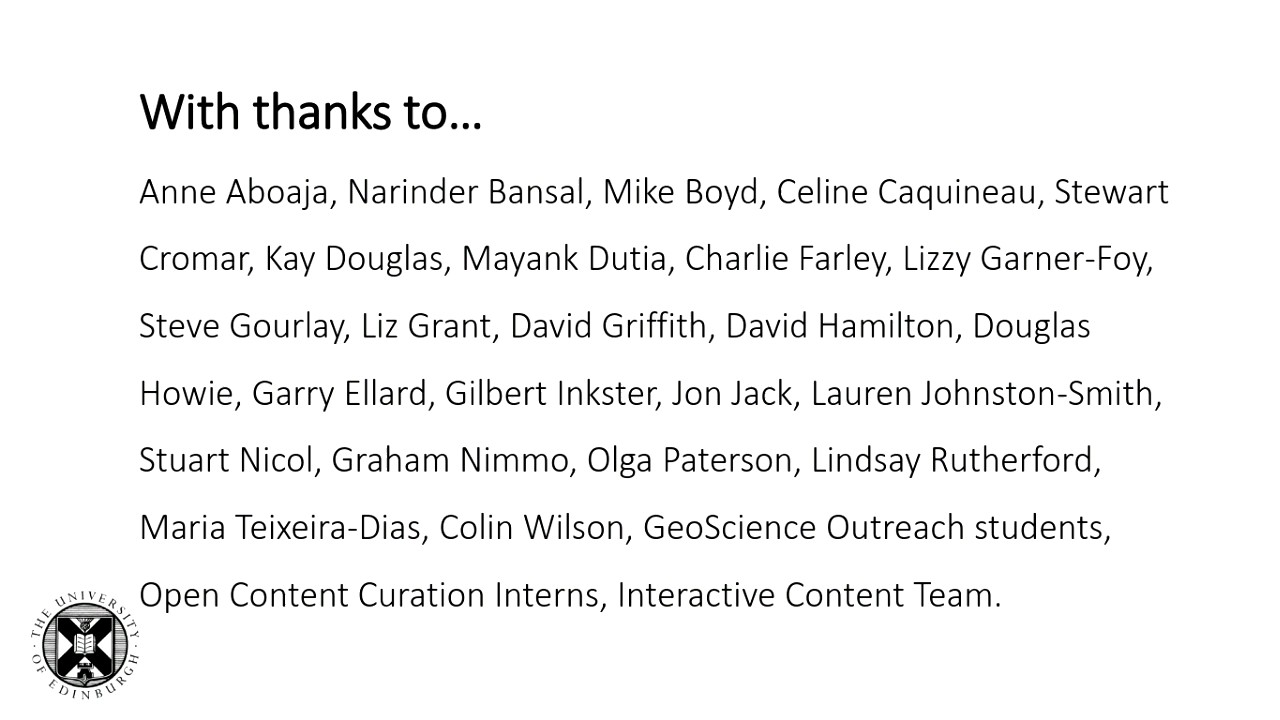 With thanks to...
Anne Aboaja, Narinder Bansal, Mike Boyd, Celine Caquineau, Stewart
Cromar, Kay Douglas, Mayank Dutia, Charlie Farley, Lizzy Garner-Foy,
Steve Gourlay, Liz Grant, David Griffith, David Hamilton, Douglas
Howie, Garry Ellard, Gilbert Inkster, Jon Jack, Lauren Johnston-Smith,
Stuart Nicol, Graham Nimmo, Olga Paterson, Lindsay Rutherford,
Maria Teixeira-Dias, Colin Wilson, GeoScience Outreach students,
Open Content Curation Interns, Interactive Content Team.
THE UNIVERSITY OF EDINBURGH